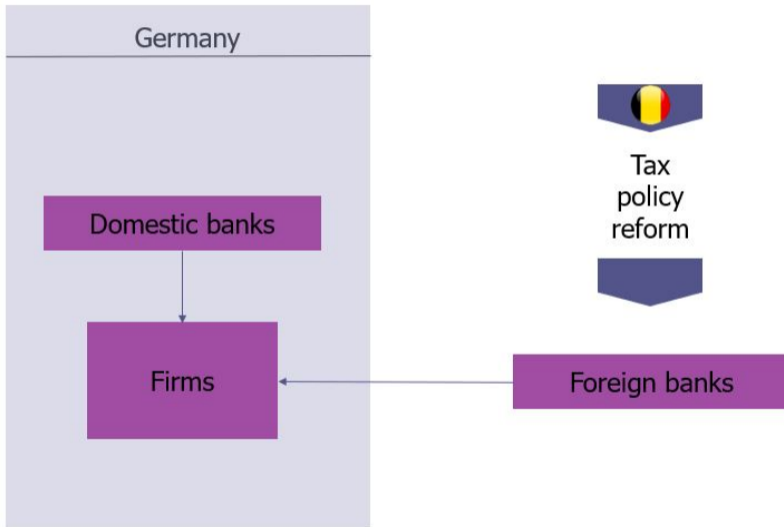 Germany
Tax
policy
reform
Domestic banks
Firms
Foreign banks